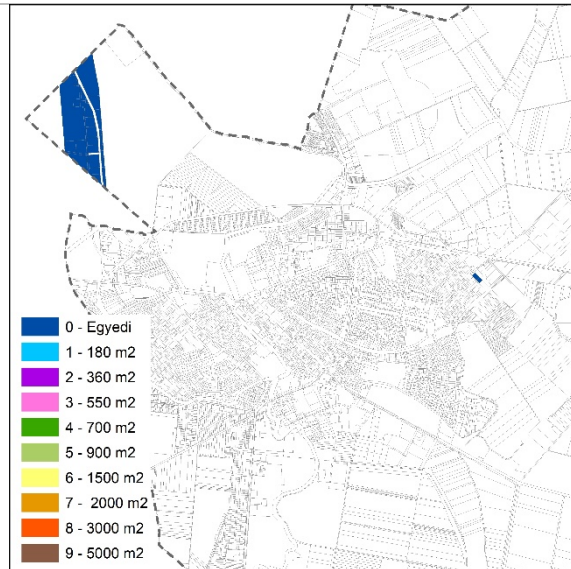 0 - Egyedi
1 - 180 m2
2 - 360 m2
3 - 550 m2
4 - 700 m2
5 - 900 m2
6 - 1500 m2
7 - 2000 m2
8 - 3000 m2
9 - 5000 m2